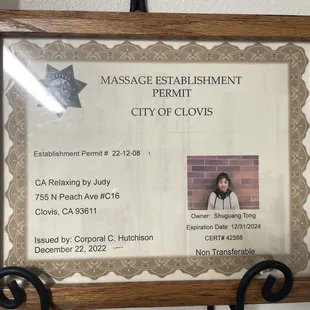 MASSAGE ESTABLISHMENT
PERMIT
CITY OF CLOVIS
Establishment Permit # 22-12-08
CA Relaxing by Judy
755 N Peach Ave #C16
Clovis, CA 93611
Issued by: Corporal C. Hutchison
December 22, 2022
Owner: Shuguang Tong
Expiration Date: 12/31/2024
CERT# 42568
Non Transferable